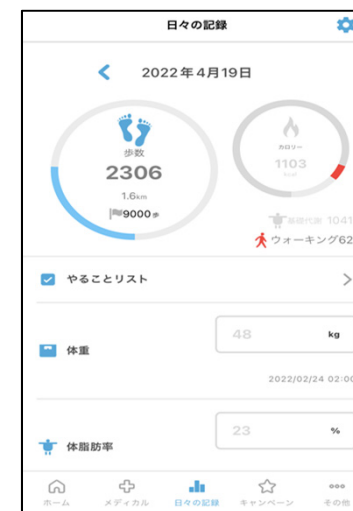 日々の記録
2022年4月19日
歩数
2306
1.6km
9000歩
カロリー
1103
kcal
基礎代謝 1041
ウォーキング62
やることリスト
体重
48 kg
2022/02/24 02:00
体脂肪率
23 %
ホーム メディカル 日々の記録 キャンペーン その他